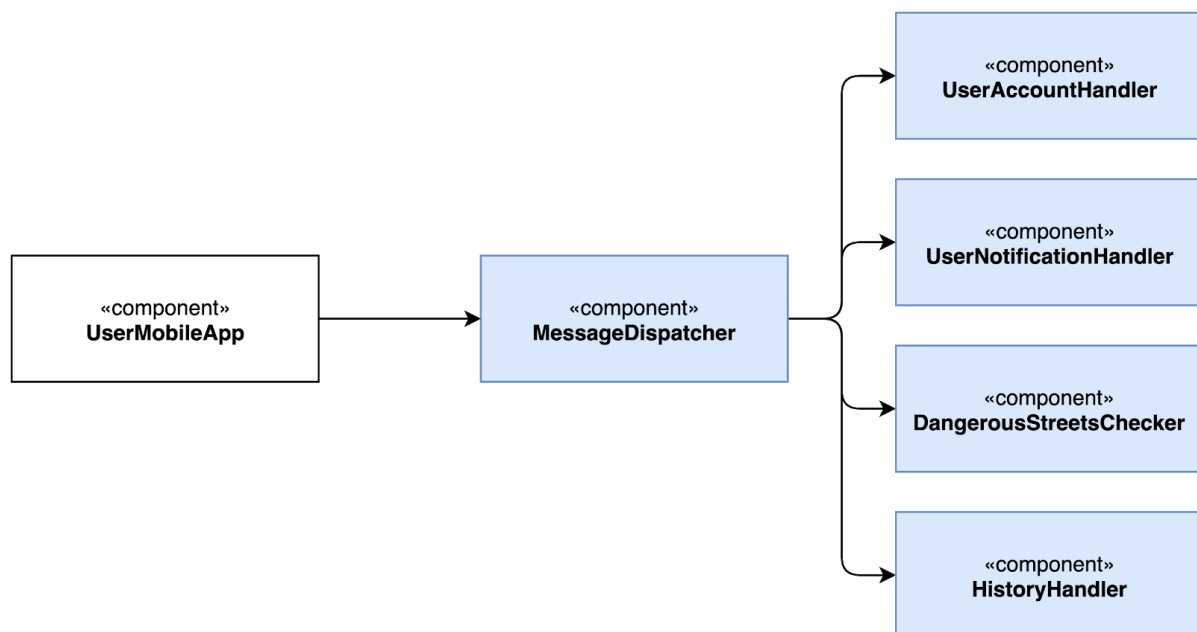 «component»
UserAccountHandler
«component»
UserNotificationHandler
«component»
UserMobileApp
«component»
MessageDispatcher
«component»
DangerousStreetsChecker
«component»
HistoryHandler